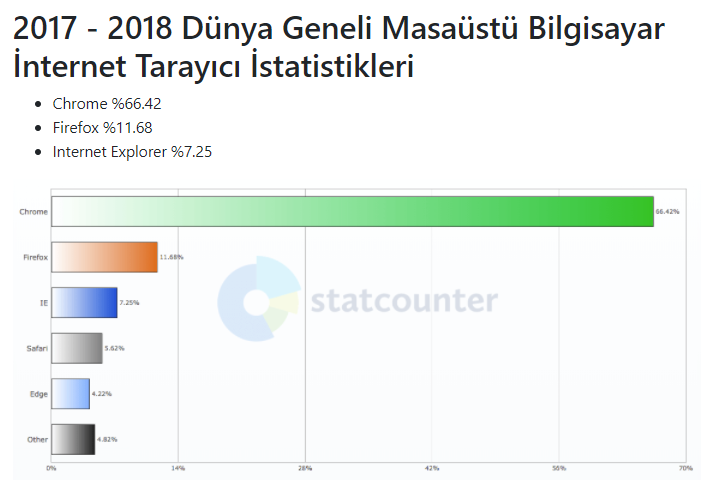 2017 - 2018 Dünya Geneli Masaüstü Bilgisayar
İnternet Tarayıcı İstatistikleri
Chrome %66.42
Firefox %11.68
Internet Explorer %7.25
Chrome 66.42%
Firefox 11.68%
IE 7.25%
statcounter
Safari 5.62%
Edge 4.22%
Other 4.82%
0% 14% 28% 42% 56% 70%